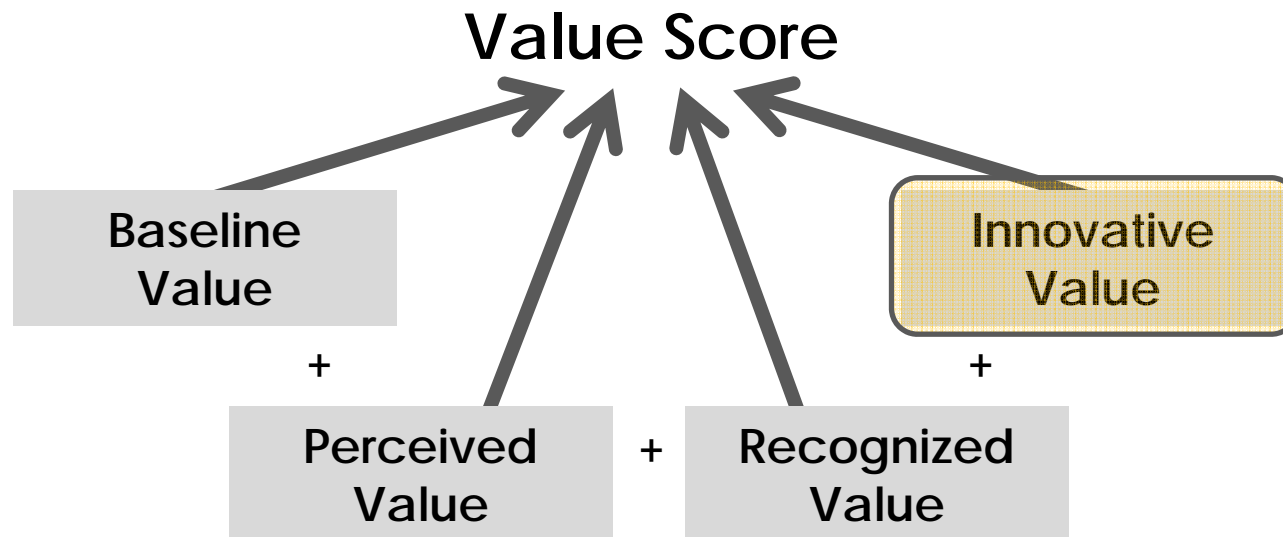 Value Score
Baseline
Value
Innovative
Value
+
+
Perceived
Value
+
Recognized
Value